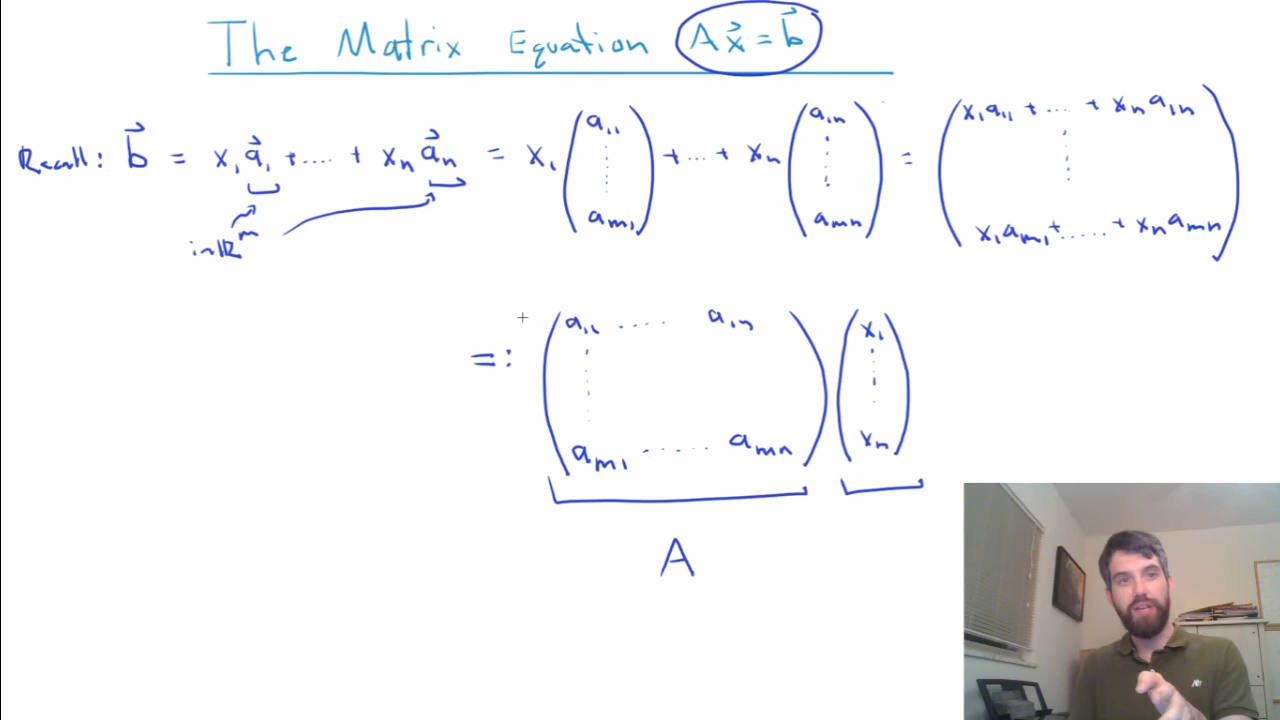 The Matrix Equation Ax⃗ = b⃗
Recall: b⃗ = x₁a⃗₁ + .... + xₙa⃗ₙ = x₁ (a₁₁ ⋮ aₘ₁) + ... + xₙ (a₁ₙ ⋮ aₘₙ) = (x₁a₁₁ + .... + xₙa₁ₙ ⋮ x₁aₘ₁ + ..... + xₙaₘₙ)
in ℝᵐ
=: (a₁₁ ..... a₁ₙ ⋮ aₘ₁ ...... aₘₙ) (x₁ ⋮ xₙ)
A